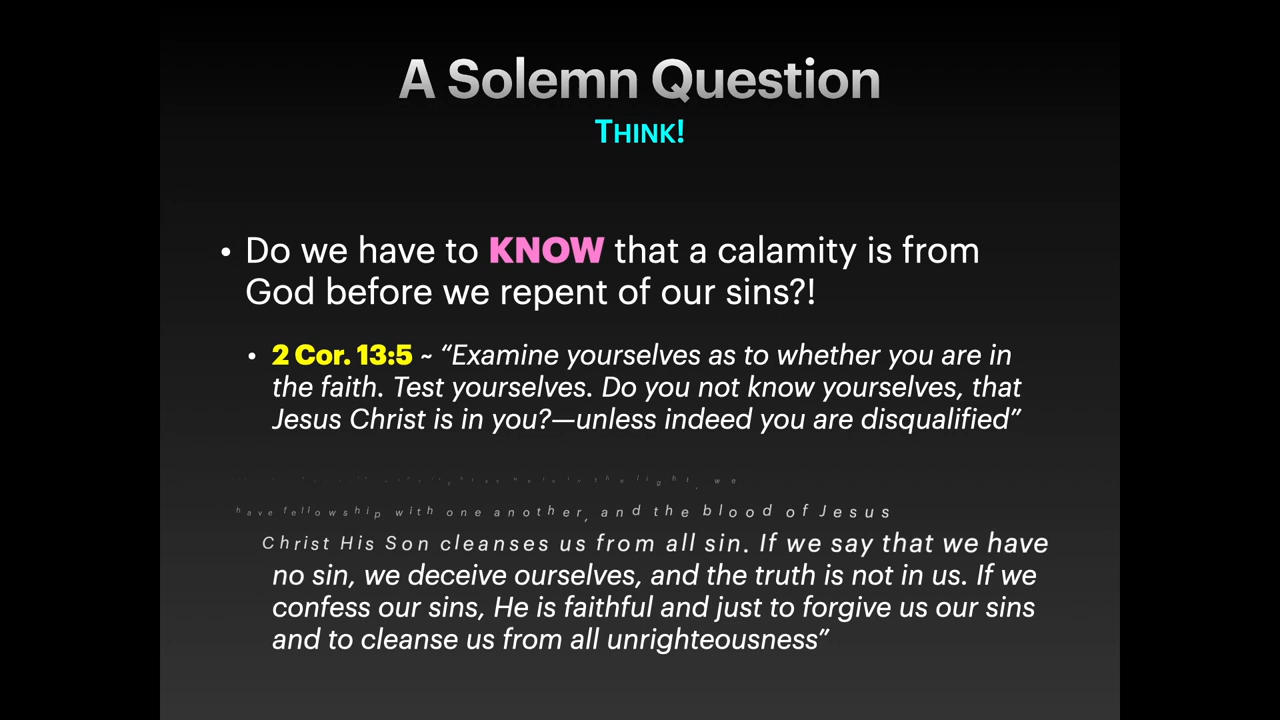 A Solemn Question
THINK!
• Do we have to KNOW that a calamity is from
God before we repent of our sins?!
• 2 Cor. 13:5 ~ “Examine yourselves as to whether you are in
the faith. Test yourselves. Do you not know yourselves, that
Jesus Christ is in you?—unless indeed you are disqualified”
in the light, we
have fellowship with one another, and the blood of Jesus
Christ His Son cleanses us from all sin. If we say that we have
no sin, we deceive ourselves, and the truth is not in us. If we
confess our sins, He is faithful and just to forgive us our sins
and to cleanse us from all unrighteousness”